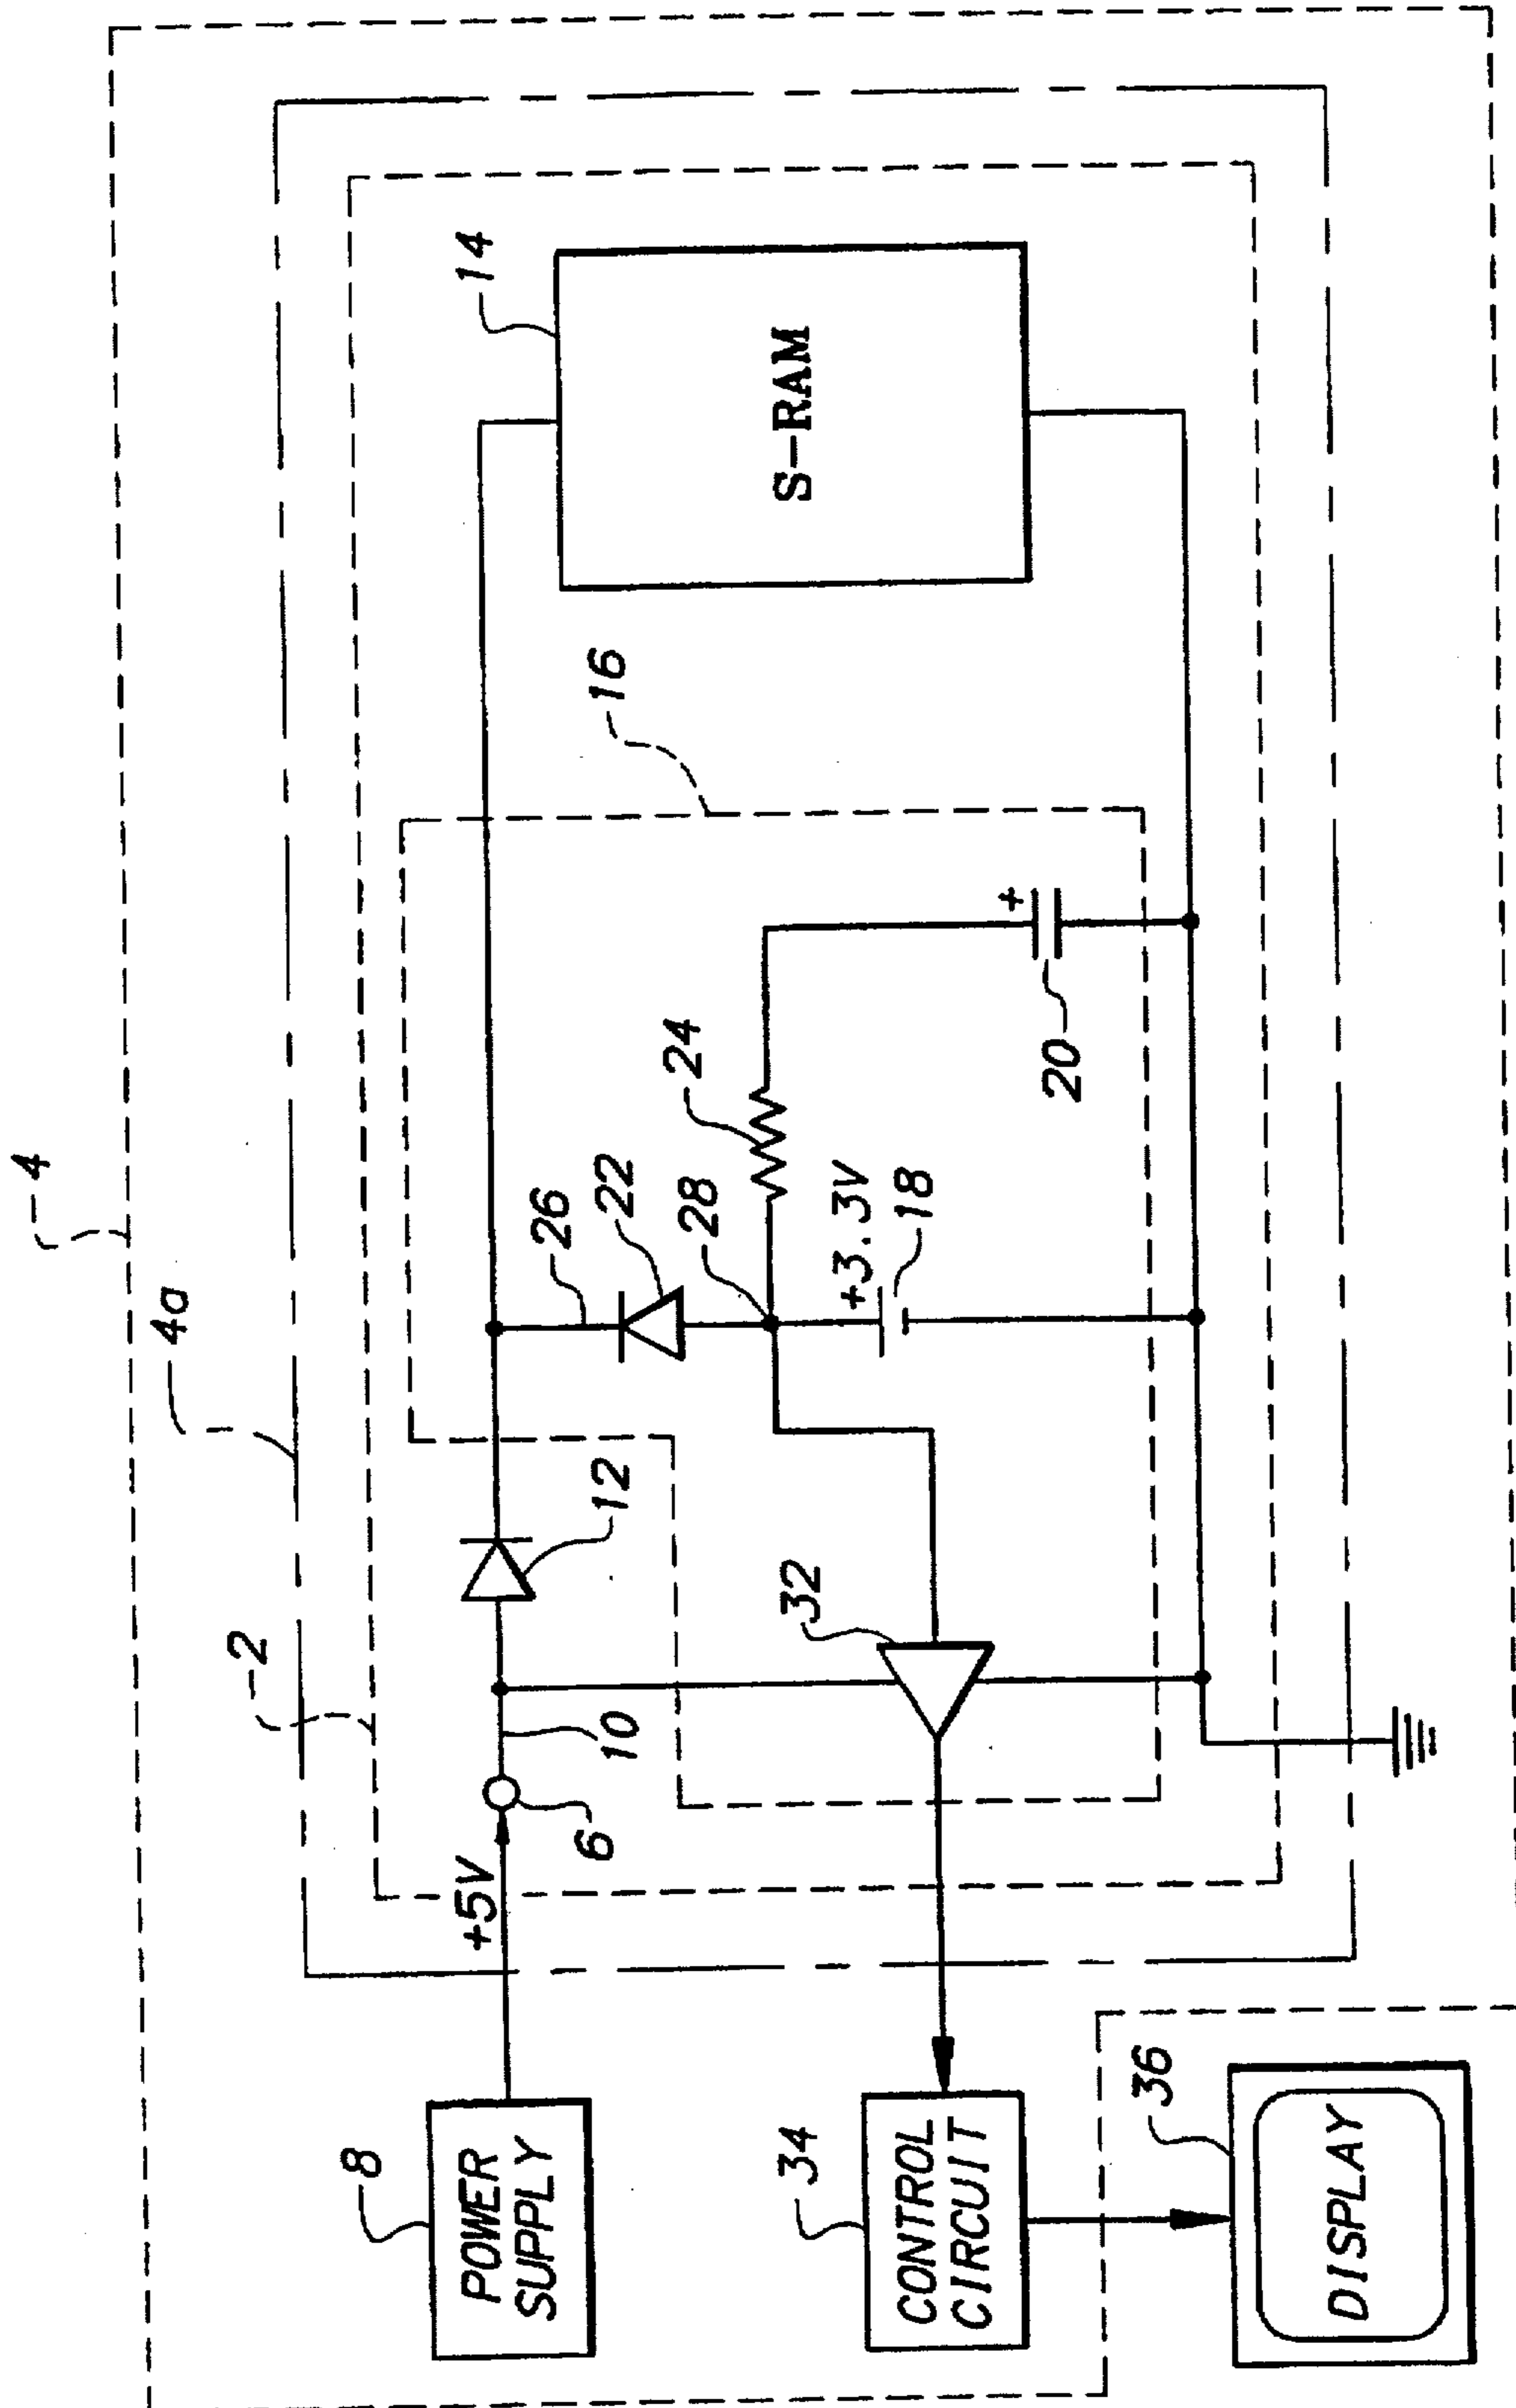 4
4a
2
8
POWER
SUPPLY
+5V
6
10
12
26
22
28
24
16
14
S-RAM
+3.3V
18
+
20
32
34
CONTROL
CIRCUIT
36
DISPLAY